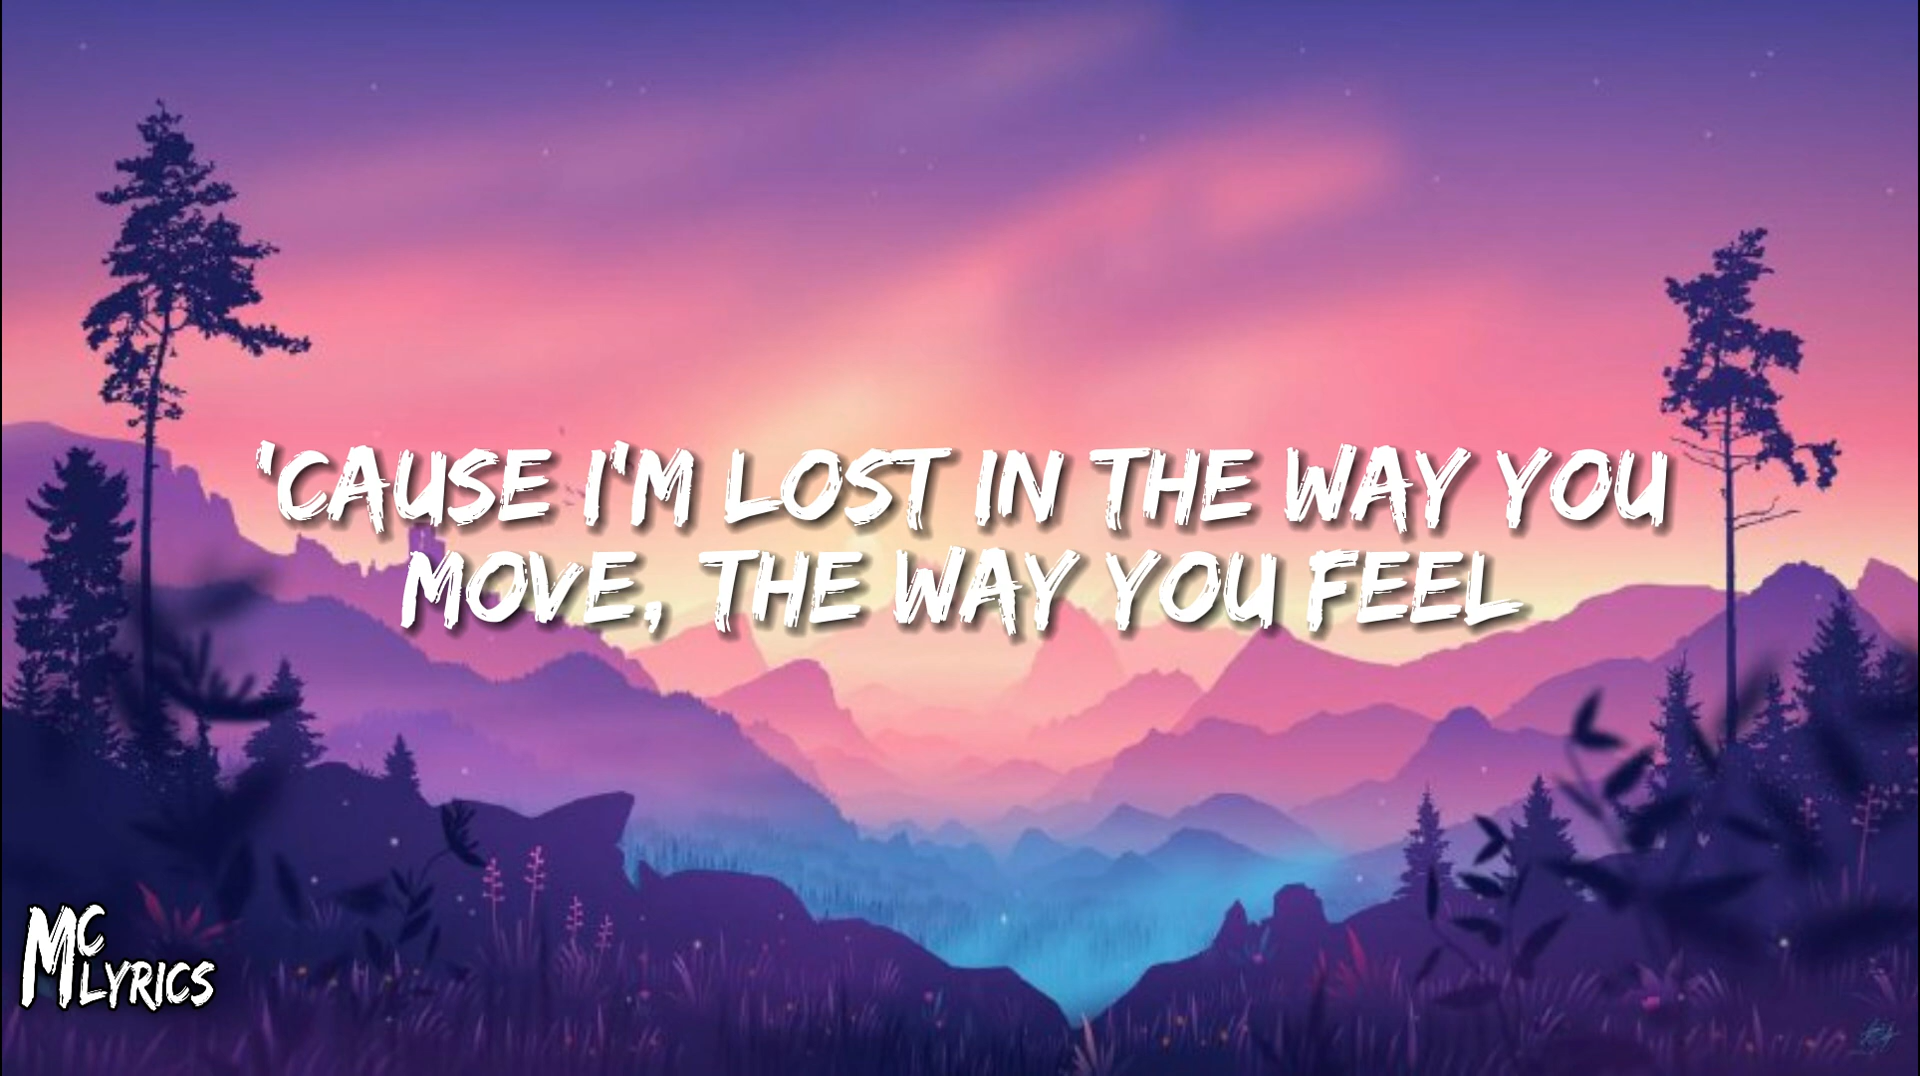 'CAUSE I'M LOST IN THE WAY YOU
MOVE, THE WAY YOU FEEL
MC
LYRICS